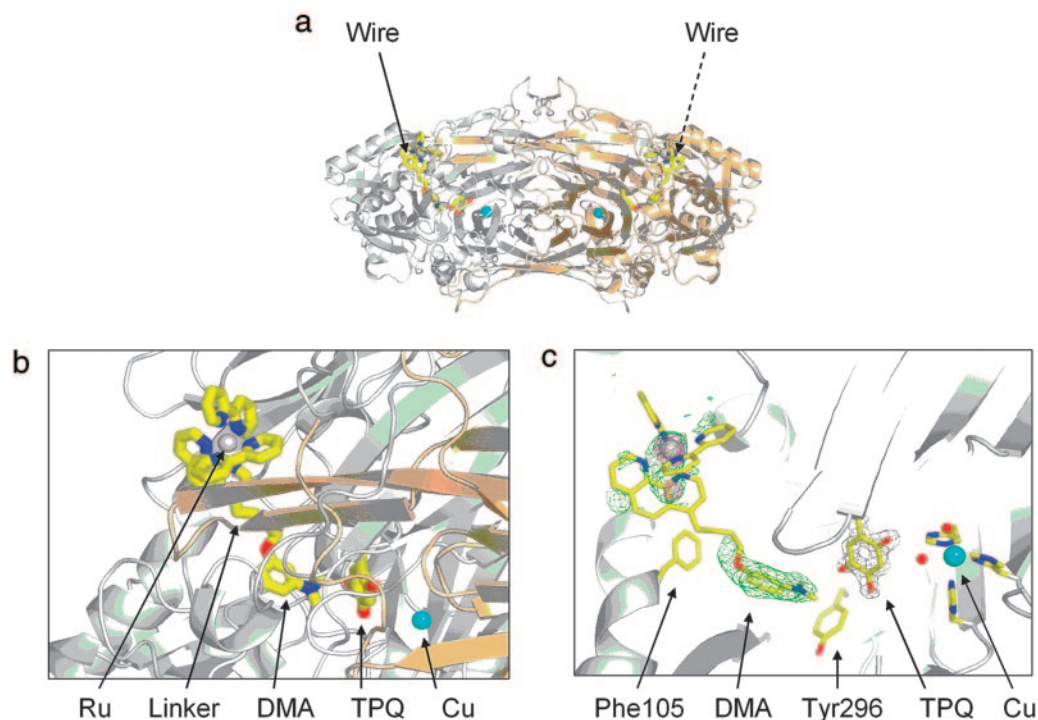 a
Wire Wire
b
c
Ru Linker DMA TPQ Cu
Phe105 DMA Tyr296 TPQ Cu